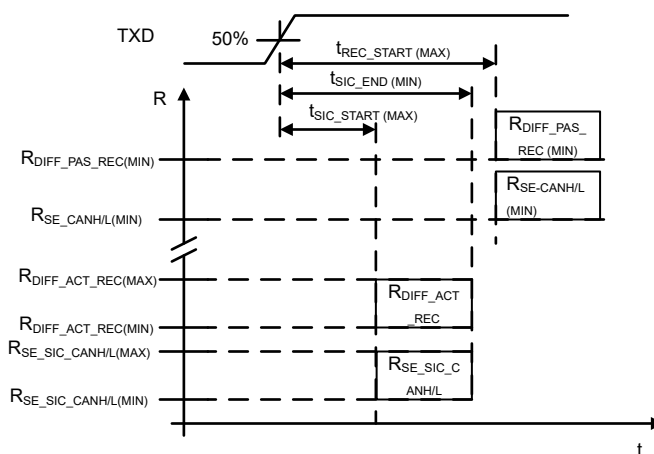 TXD
50%
tREC_START (MAX)
tSIC_END (MIN)
tSIC_START (MAX)
R
RDIFF_PAS_
REC (MIN)
RDIFF_PAS_REC(MIN)
RSE-CANH/L
(MIN)
RSE_CANH/L(MIN)
RDIFF_ACT_REC(MAX)
RDIFF_ACT
_REC
RDIFF_ACT_REC(MIN)
RSE_SIC_CANH/L(MAX)
RSE_SIC_C
ANH/L
RSE_SIC_CANH/L(MIN)
t